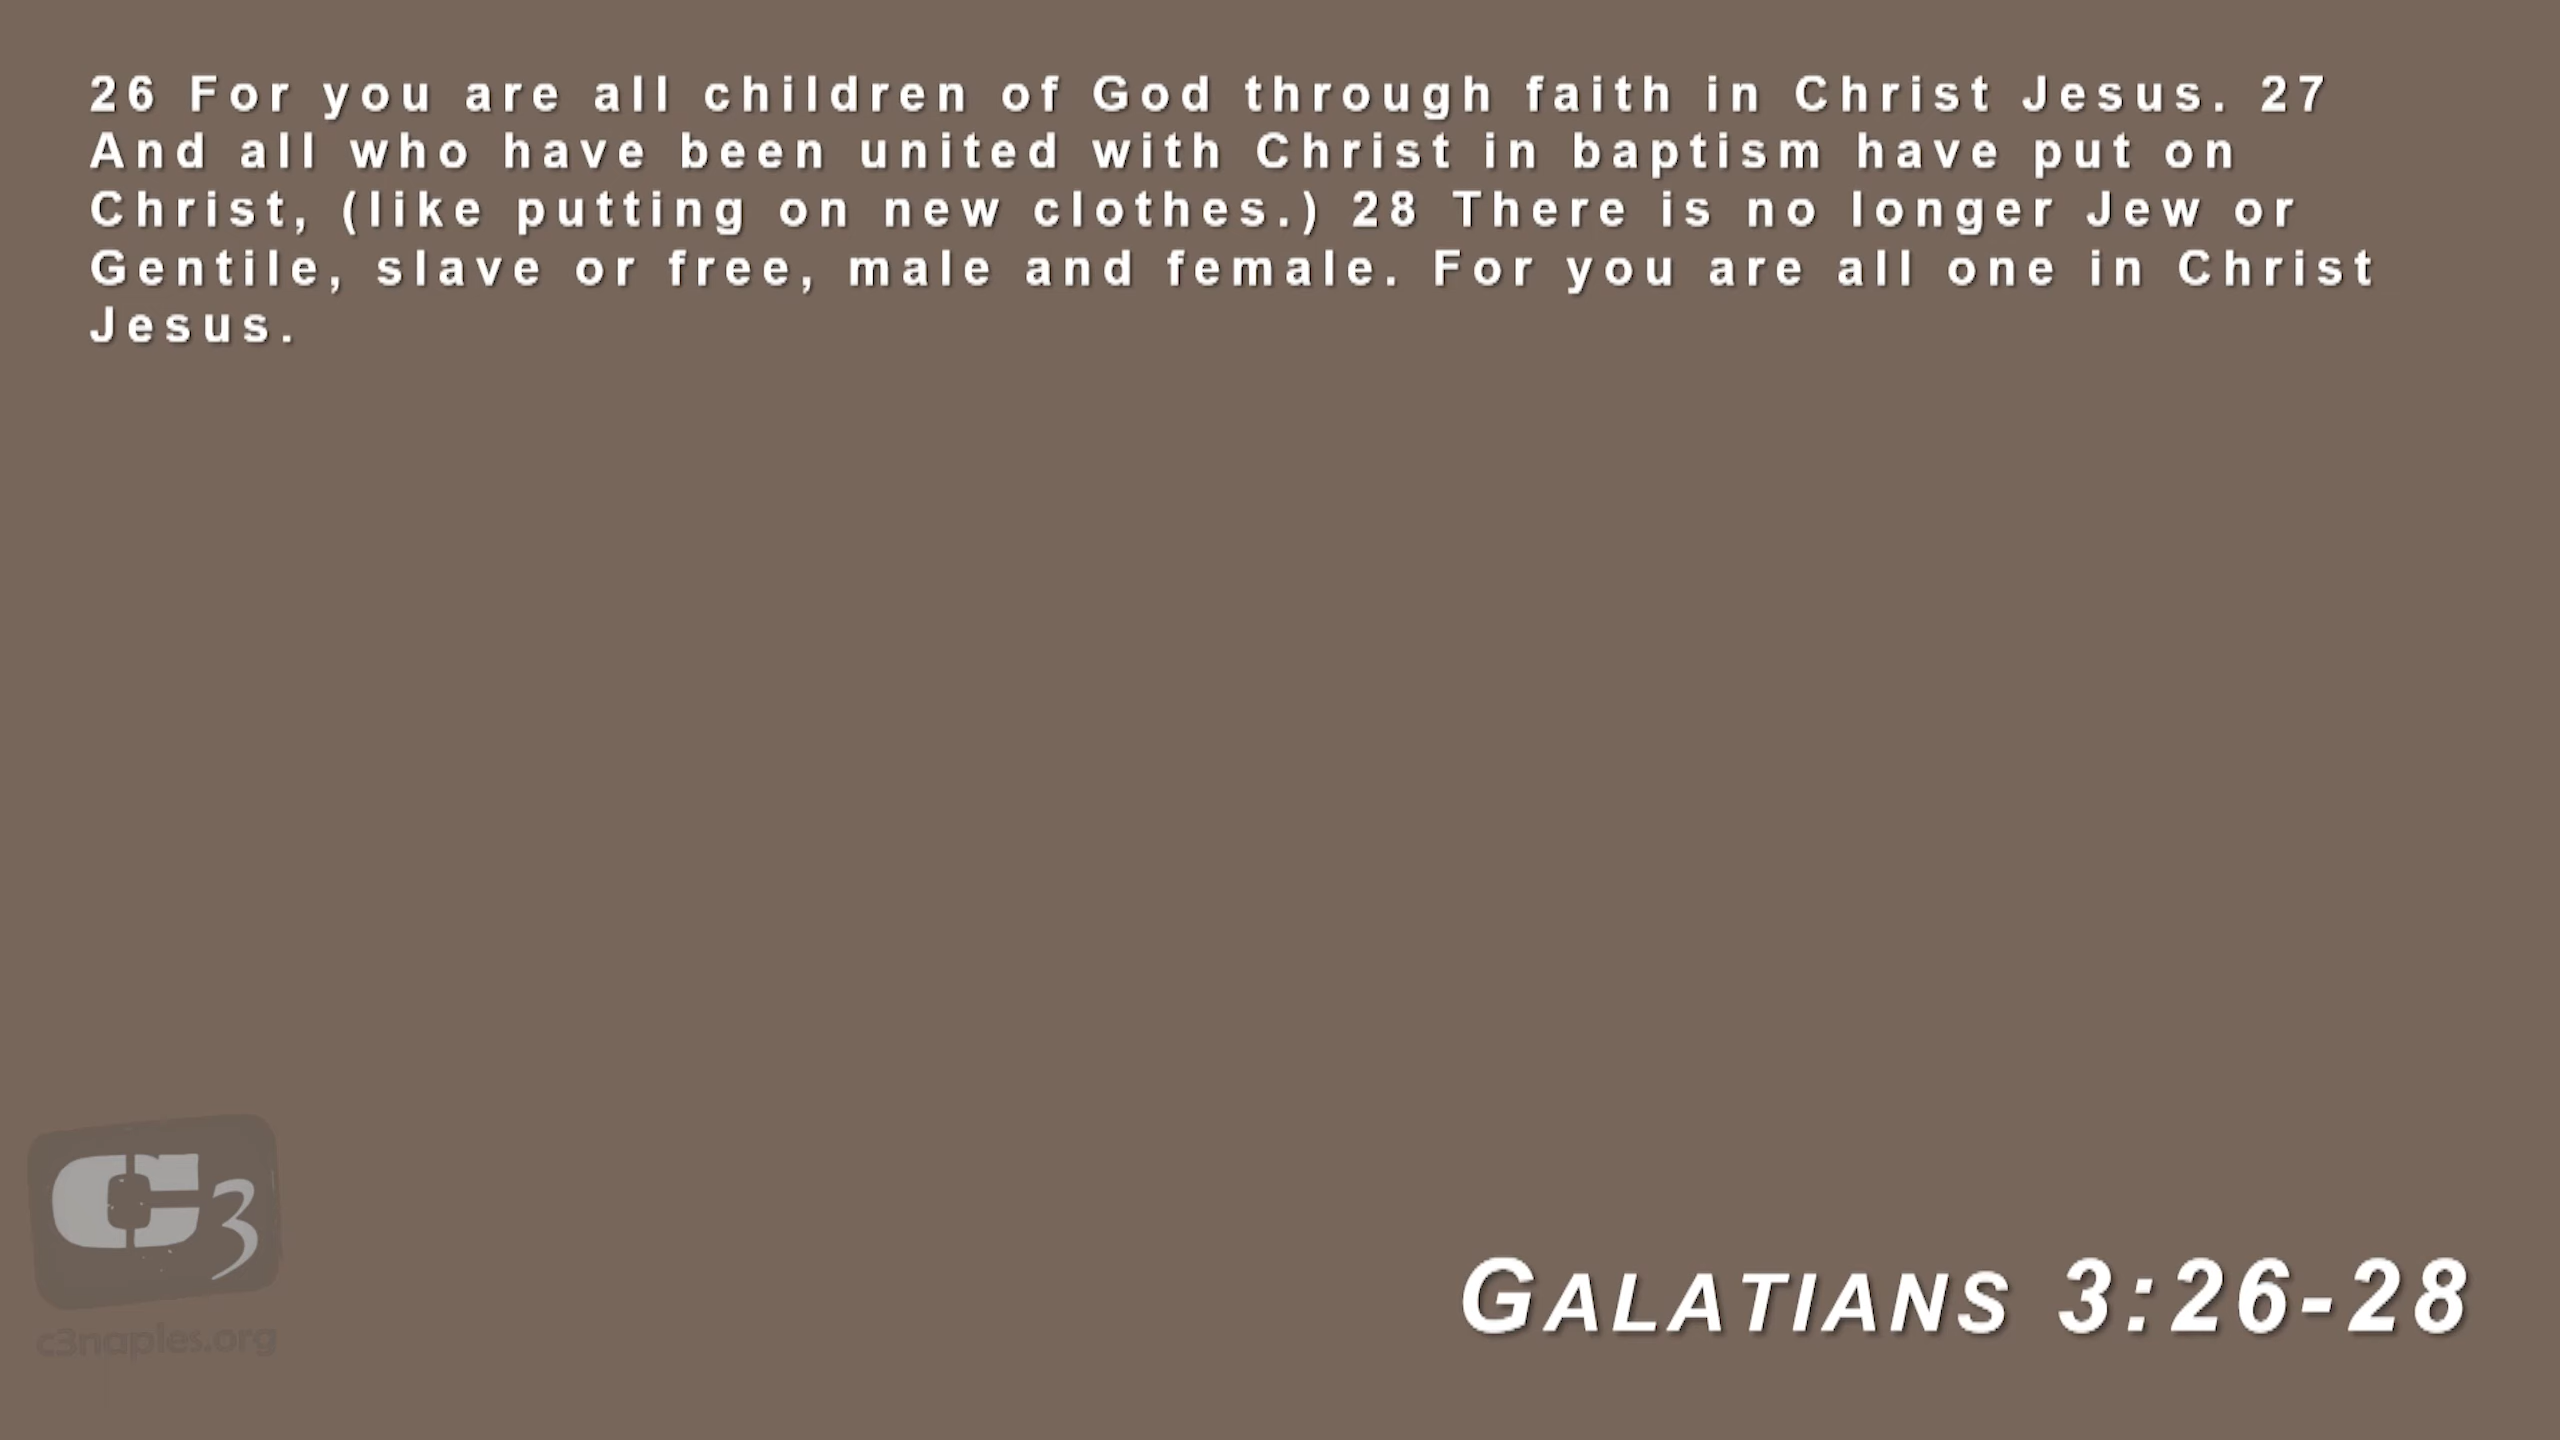 26 For you are all children of God through faith in Christ Jesus. 27
And all who have been united with Christ in baptism have put on
Christ, (like putting on new clothes.) 28 There is no longer Jew or
Gentile, slave or free, male and female. For you are all one in Christ
Jesus.
C3
c3naples.org
GALATIANS 3:26-28